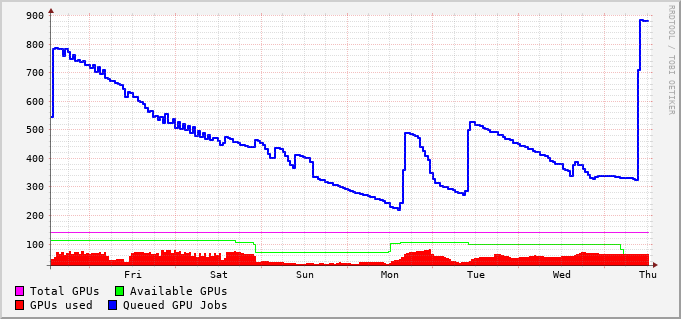 900
800
700
600
500
400
300
200
100
Fri Sat Sun Mon Tue Wed Thu
Total GPUs Available GPUs
GPUs used Queued GPU Jobs
RRDTOOL / TOBI OETIKER